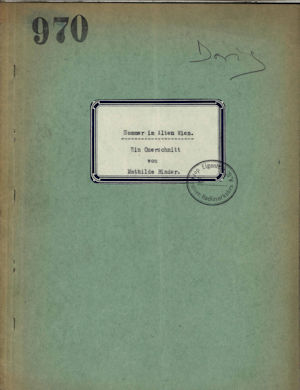 970
Sommer im Alten Wien.
Ein Querschnitt
von
Mathilde Binder.